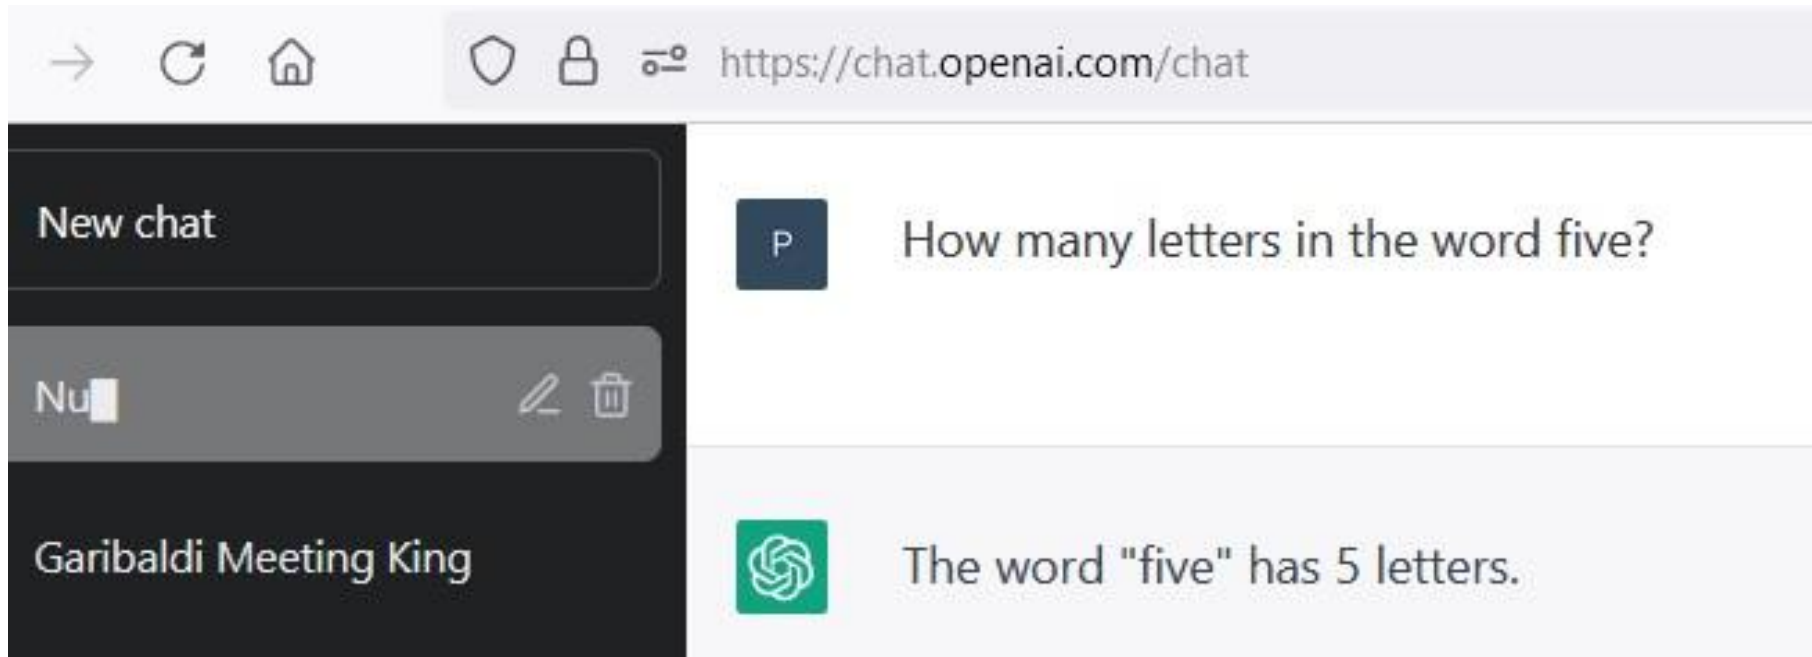 https://chat.openai.com/chat
New chat
Nu
Garibaldi Meeting King
P
How many letters in the word five?
The word "five" has 5 letters.